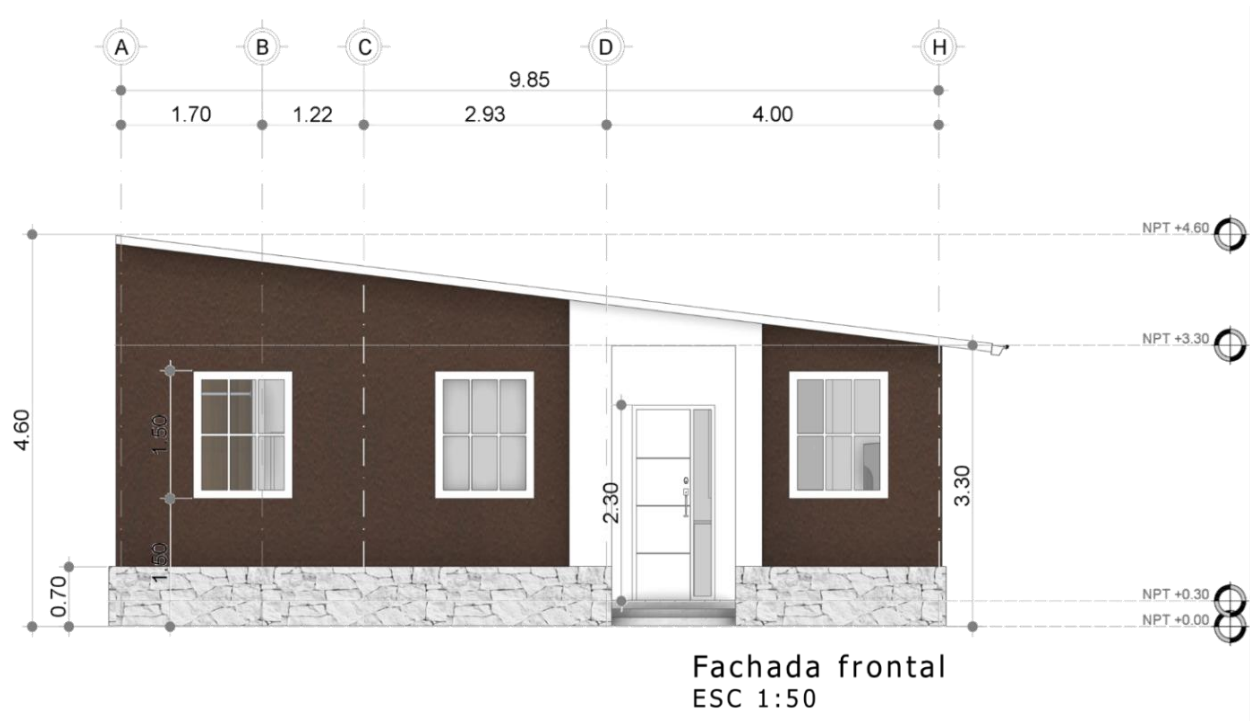 A B C D H
9.85
1.70 1.22 2.93 4.00
NPT +4.60
NPT +3.30
4.60
1.50
2.30
3.30
1.50
0.70
NPT +0.30
NPT +0.00
Fachada frontal
ESC 1:50